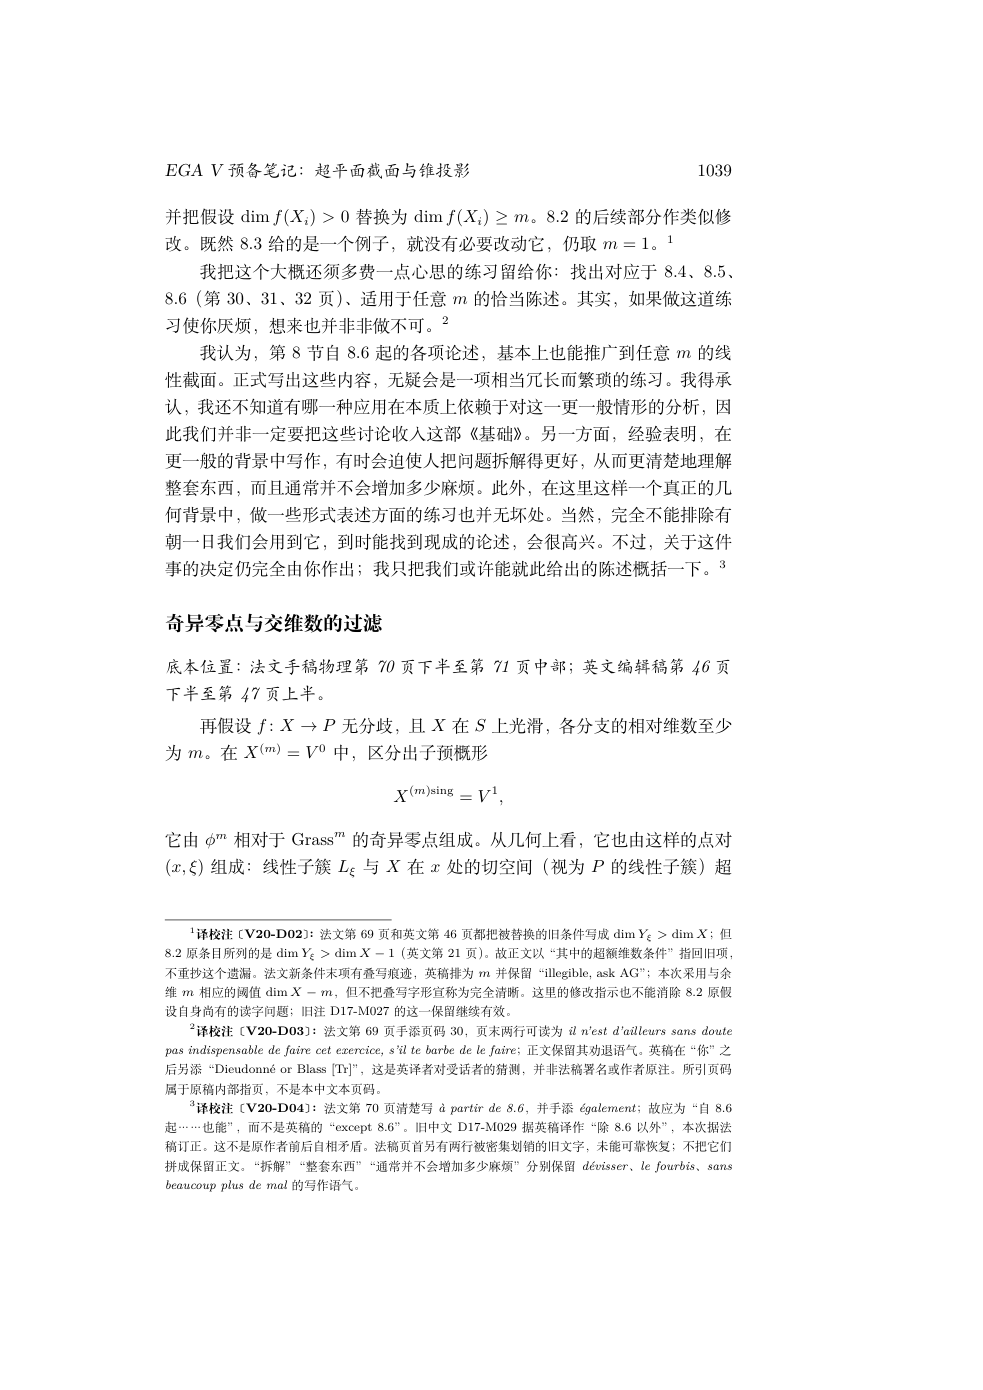 EGA V 预备笔记：超平面截面与锥投影 1039
并把假设 dim f(Xᵢ) > 0 替换为 dim f(Xᵢ) ≥ m。8.2 的后续部分作类似修
改。既然 8.3 给的是一个例子，就没有必要改动它，仍取 m = 1。¹
我把这个大概还须多费一点心思的练习留给你：找出对应于 8.4、8.5、
8.6（第 30、31、32 页）、适用于任意 m 的恰当陈述。其实，如果做这道练
习使你厌烦，想来也并非非做不可。²
我认为，第 8 节自 8.6 起的各项论述，基本上也能推广到任意 m 的线
性截面。正式写出这些内容，无疑会是一项相当冗长而繁琐的练习。我得承
认，我还不知道有哪一种应用在本质上依赖于对这一更一般情形的分析，因
此我们并非一定要把这些讨论收入这部《基础》。另一方面，经验表明，在
更一般的背景中写作，有时会迫使人把问题拆解得更好，从而更清楚地理解
整套东西，而且通常并不会增加多少麻烦。此外，在这里这样一个真正的几
何背景中，做一些形式表述方面的练习也并无坏处。当然，完全不能排除有
朝一日我们会用到它，到时能找到现成的论述，会很高兴。不过，关于这件
事的决定仍完全由你作出；我只把我们或许能就此给出的陈述概括一下。³
奇异零点与交维数的过滤
底本位置：法文手稿物理第 70 页下半至第 71 页中部；英文编辑稿第 46 页
下半至第 47 页上半。
再假设 f : X → P 无分歧，且 X 在 S 上光滑，各分支的相对维数至少
为 m。在 X⁽ᵐ⁾ = V⁰ 中，区分出子预概形
X⁽ᵐ⁾ˢⁱⁿᵍ = V¹,
它由 ϕᵐ 相对于 Grassᵐ 的奇异零点组成。从几何上看，它也由这样的点对
(x, ξ) 组成：线性子簇 L_ξ 与 X 在 x 处的切空间（视为 P 的线性子簇）超
¹译校注〔V20-D02〕：法文第 69 页和英文第 46 页都把被替换的旧条件写成 dim Y_ξ > dim X；但
8.2 原条目所列的是 dim Y_ξ > dim X − 1（英文第 21 页）。故正文以“其中的超额维数条件”指回旧项，
不重抄这个遗漏。法文新条件末项有叠写痕迹，英稿排为 m 并保留“illegible, ask AG”；本次采用与余
维 m 相应的阈值 dim X − m，但不把叠写字形宣称为完全清晰。这里的修改指示也不能消除 8.2 原假
设自身尚有的读字问题；旧注 D17-M027 的这一保留继续有效。
²译校注〔V20-D03〕：法文第 69 页手添页码 30，页末两行可读为 il n'est d'ailleurs sans doute
pas indispensable de faire cet exercice, s'il te barbe de le faire；正文保留其劝退语气。英稿在“你”之
后另添“Dieudonné or Blass [Tr]”，这是英译者对受话者的猜测，并非法稿署名或作者原注。所引页码
属于原稿内部指页，不是本中文本页码。
³译校注〔V20-D04〕：法文第 70 页清楚写 à partir de 8.6，并手添 également；故应为“自 8.6
起……也能”，而不是英稿的“except 8.6”。旧中文 D17-M029 据英稿译作“除 8.6 以外”，本次据法
稿订正。这不是原作者前后自相矛盾。法稿页首另有两行被密集划销的旧文字，未能可靠恢复；不把它们
拼成保留正文。“拆解”“整套东西”“通常并不会增加多少麻烦”分别保留 dévisser、le fourbis、sans
beaucoup plus de mal 的写作语气。